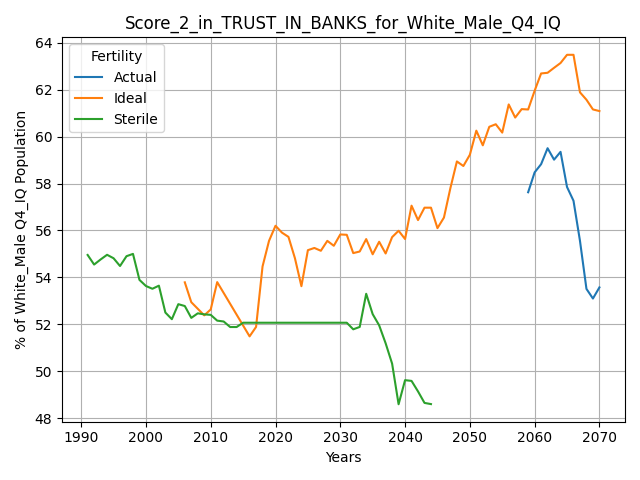 Score_2_in_TRUST_IN_BANKS_for_White_Male_Q4_IQ
% of White_Male Q4_IQ Population
64
62
60
58
56
54
52
50
48
Fertility
Actual
Ideal
Sterile
1990 2000 2010 2020 2030 2040 2050 2060 2070
Years